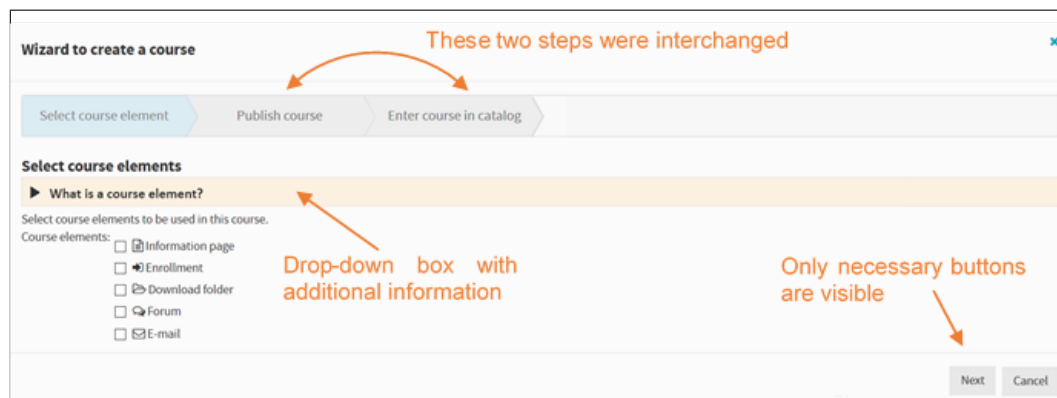 These two steps were interchanged
Wizard to create a course
Select course element
Publish course
Enter course in catalog
Select course elements
What is a course element?
Select course elements to be used in this course.
Course elements:
Information page
Enrollment
Download folder
Forum
E-mail
Drop-down box with
additional information
Only necessary buttons
are visible
Next
Cancel